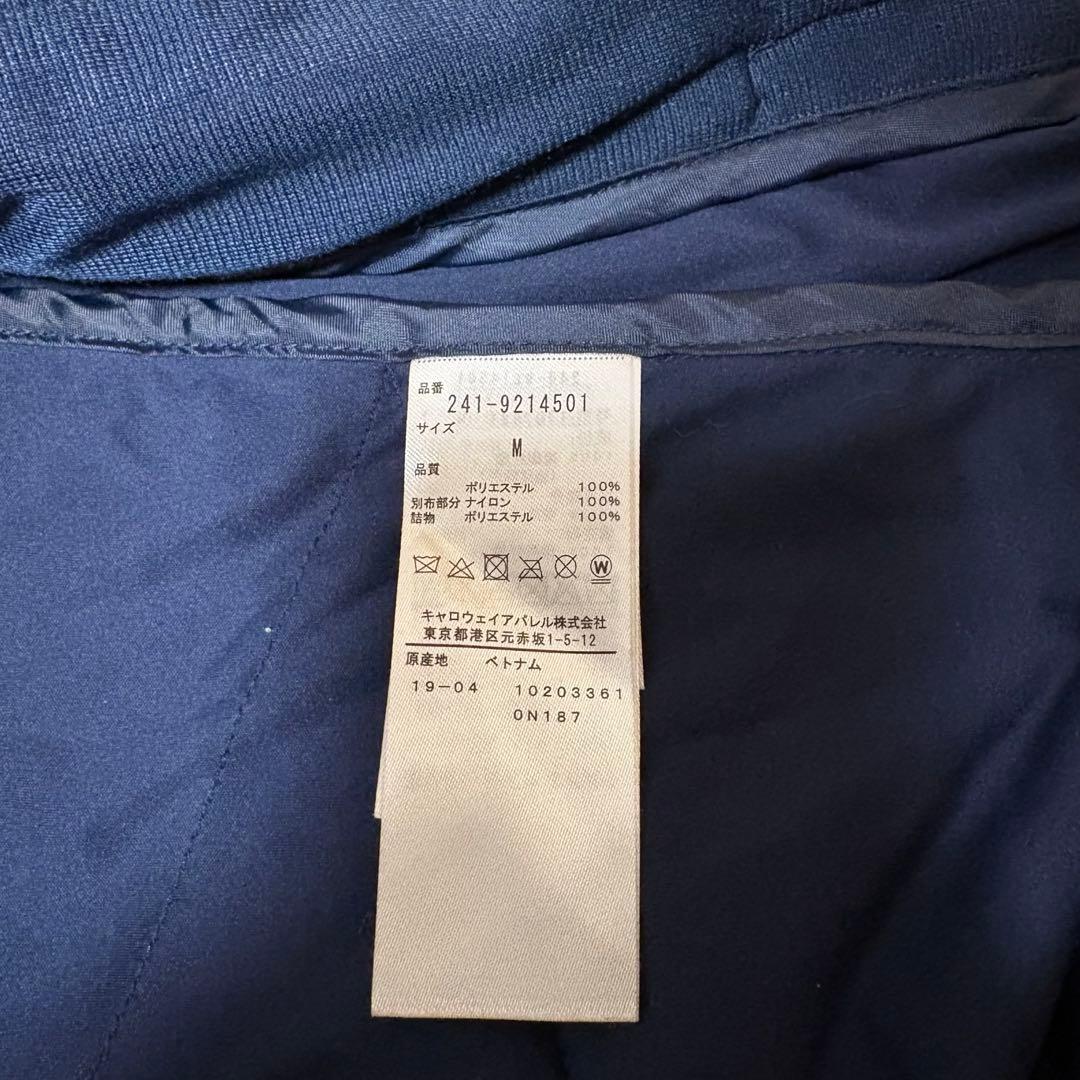 品番
241-9214501
サイズ
M
品質
ポリエステル 100%
別布部分 ナイロン 100%
詰物 ポリエステル 100%
W
キャロウェイアパレル株式会社
東京都港区元赤坂1-5-12
原産地 ベトナム
19-04 10203361
0N187